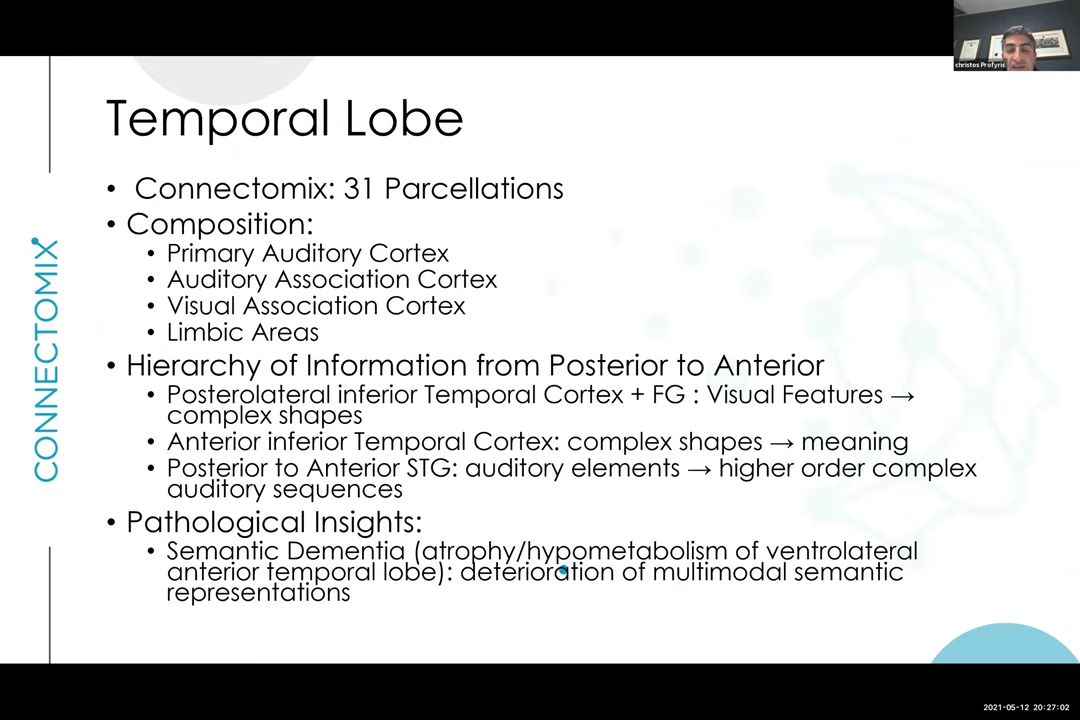 christos Profyris
Temporal Lobe
• Connectomix: 31 Parcellations
• Composition:
• Primary Auditory Cortex
• Auditory Association Cortex
• Visual Association Cortex
• Limbic Areas
• Hierarchy of Information from Posterior to Anterior
• Posterolateral inferior Temporal Cortex + FG : Visual Features →
complex shapes
• Anterior inferior Temporal Cortex: complex shapes → meaning
• Posterior to Anterior STG: auditory elements → higher order complex
auditory sequences
• Pathological Insights:
• Semantic Dementia (atrophy/hypometabolism of ventrolateral
anterior temporal lobe): deterioration of multimodal semantic
representations
CONNECTOMIX
2021-05-12 20:27:02